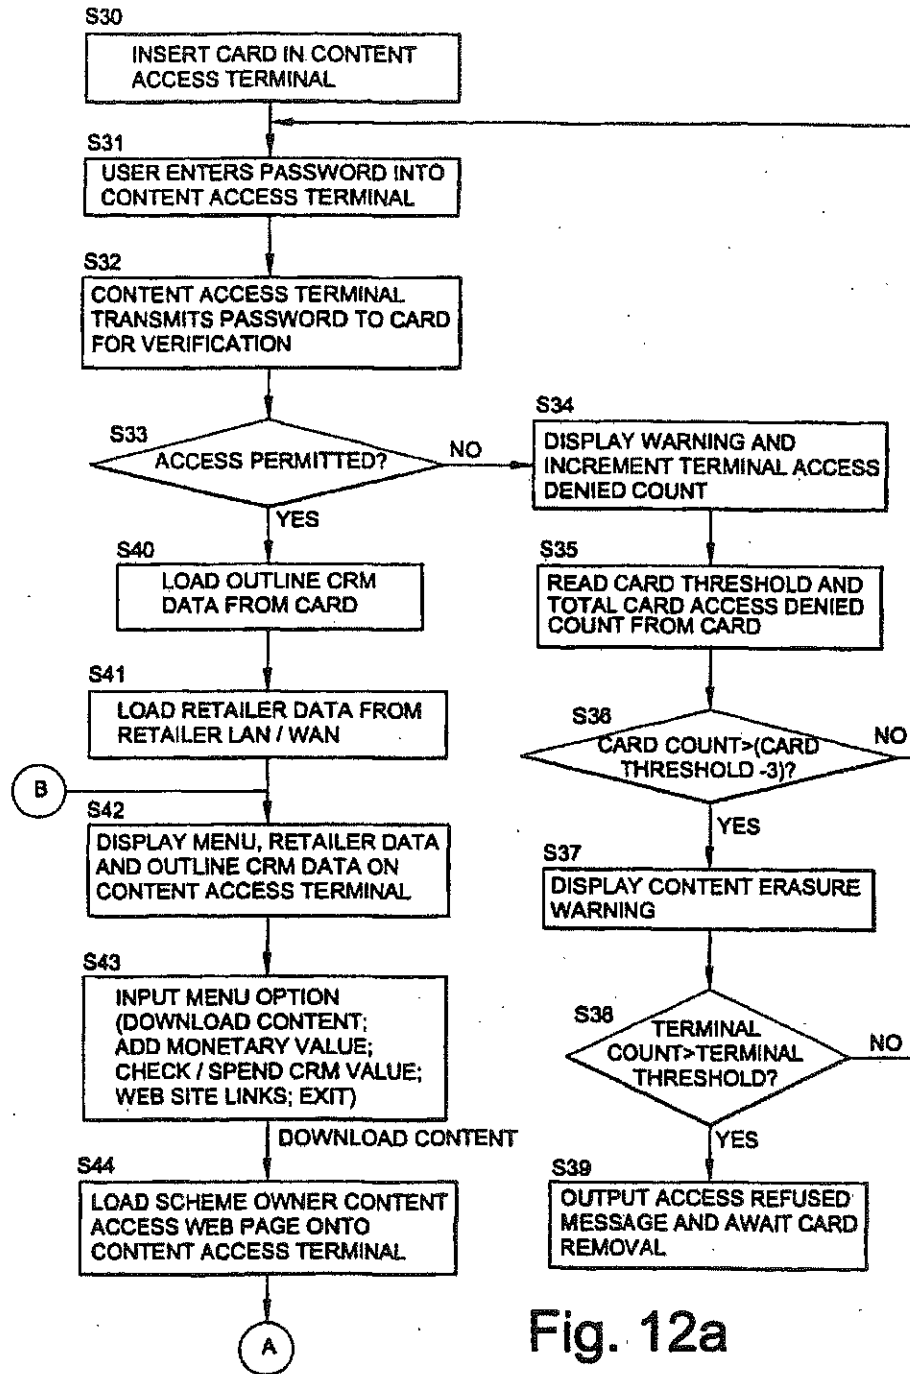 S30
INSERT CARD IN CONTENT
ACCESS TERMINAL
S31
USER ENTERS PASSWORD INTO
CONTENT ACCESS TERMINAL
S32
CONTENT ACCESS TERMINAL
TRANSMITS PASSWORD TO CARD
FOR VERIFICATION
S33
ACCESS PERMITTED?
NO
YES
S34
DISPLAY WARNING AND
INCREMENT TERMINAL ACCESS
DENIED COUNT
S35
READ CARD THRESHOLD AND
TOTAL CARD ACCESS DENIED
COUNT FROM CARD
S36
CARD COUNT>(CARD
THRESHOLD -3)?
NO
YES
S37
DISPLAY CONTENT ERASURE
WARNING
S38
TERMINAL
COUNT>TERMINAL
THRESHOLD?
NO
YES
S39
OUTPUT ACCESS REFUSED
MESSAGE AND AWAIT CARD
REMOVAL
S40
LOAD OUTLINE CRM
DATA FROM CARD
S41
LOAD RETAILER DATA FROM
RETAILER LAN / WAN
B
S42
DISPLAY MENU, RETAILER DATA
AND OUTLINE CRM DATA ON
CONTENT ACCESS TERMINAL
S43
INPUT MENU OPTION
(DOWNLOAD CONTENT;
ADD MONETARY VALUE;
CHECK / SPEND CRM VALUE;
WEB SITE LINKS; EXIT)
DOWNLOAD CONTENT
S44
LOAD SCHEME OWNER CONTENT
ACCESS WEB PAGE ONTO
CONTENT ACCESS TERMINAL
A
Fig. 12a